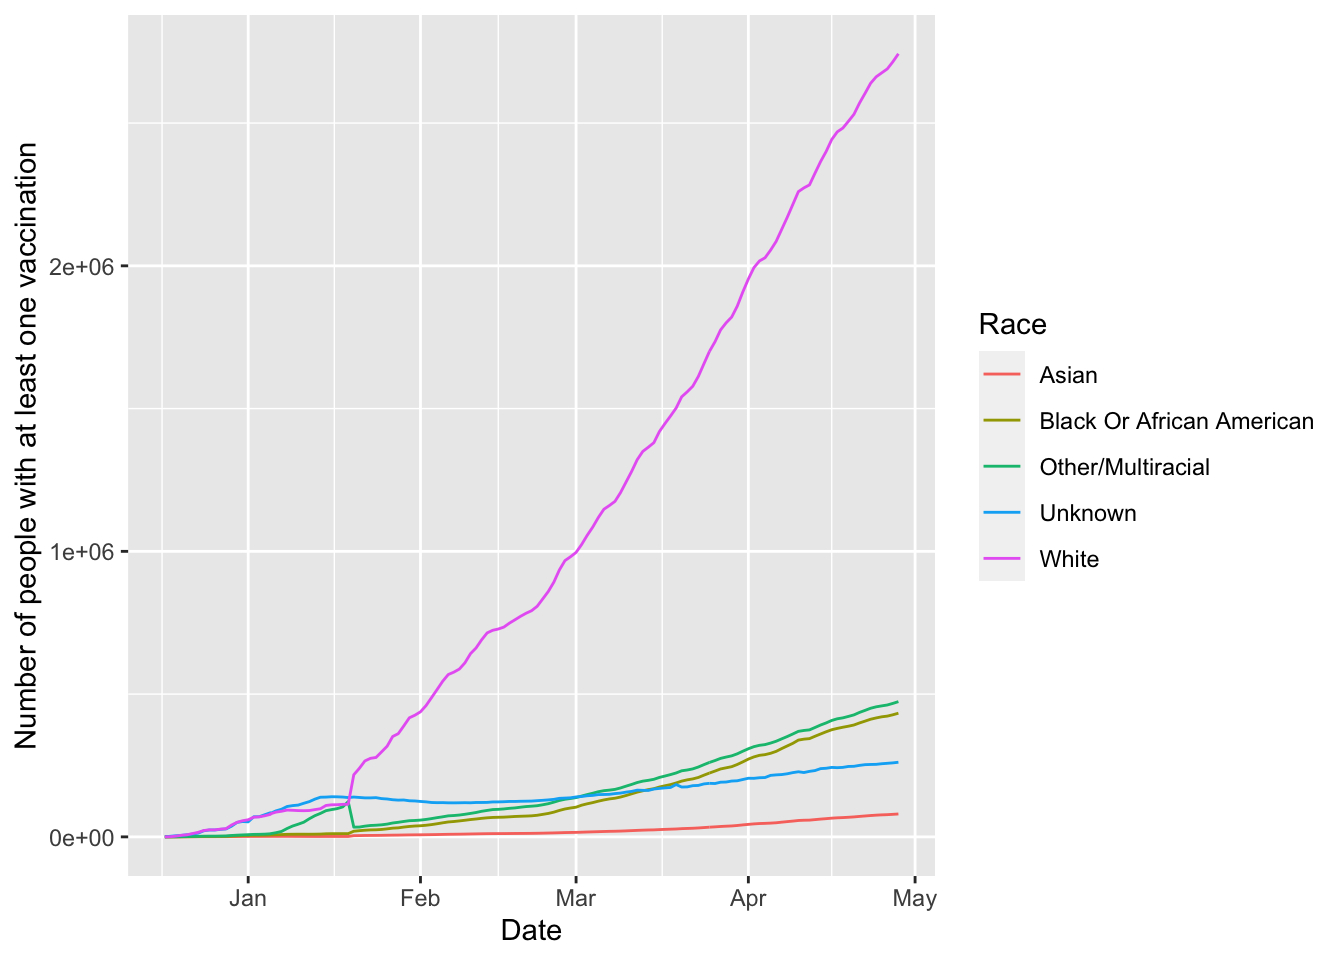 Number of people with at least one vaccination
2e+06
1e+06
0e+00
Jan
Feb
Mar
Apr
May
Date
Race
Asian
Black Or African American
Other/Multiracial
Unknown
White